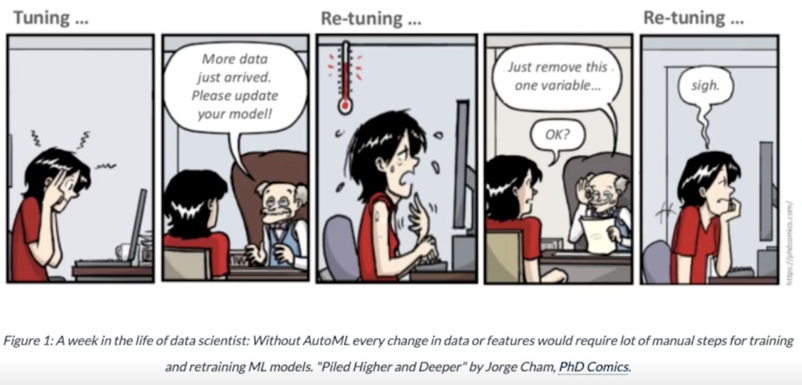 Tuning ...
Re-tuning ...
Re-tuning ...
More data
just arrived.
Please update
your model!
Just remove this
one variable...
OK?
sigh.
https://phdcomics.com/
Figure 1: A week in the life of data scientist: Without AutoML every change in data or features would require lot of manual steps for training
and retraining ML models. "Piled Higher and Deeper" by Jorge Cham, PhD Comics.